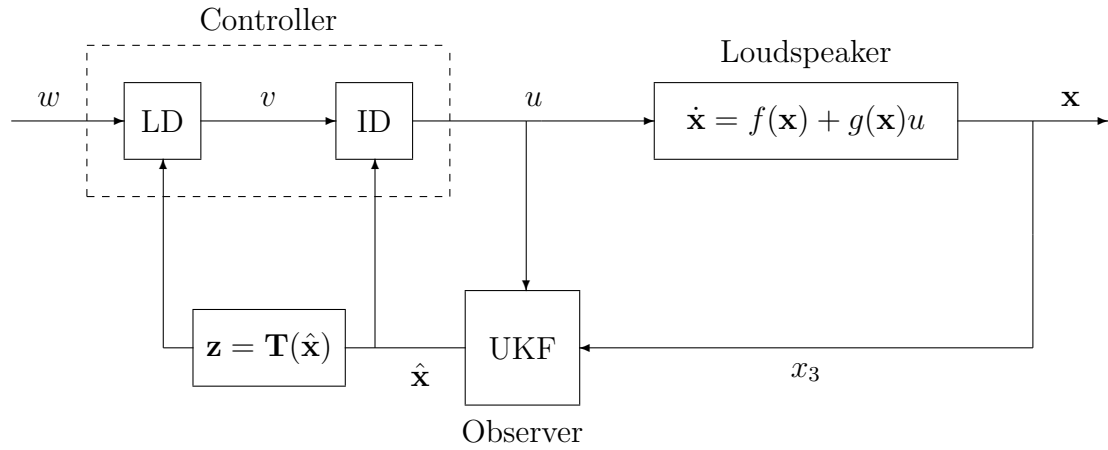 Controller
Loudspeaker
w
LD
v
ID
u
ẋ = f(x) + g(x)u
x
z = T(x̂)
x̂
UKF
x₃
Observer